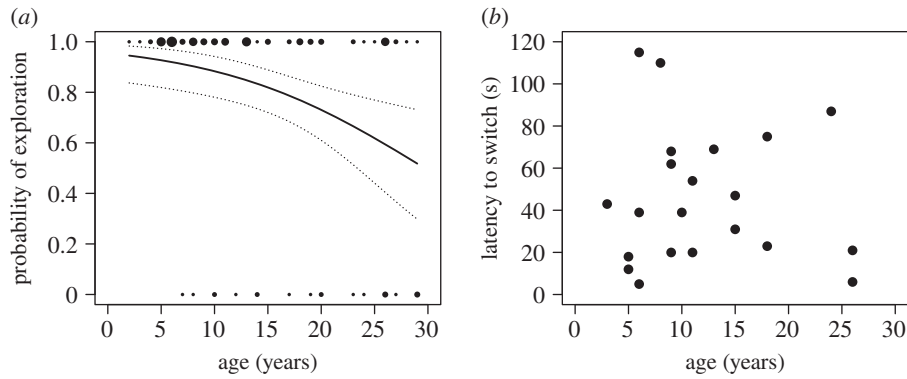 (a)
1.0
0.8
0.6
0.4
0.2
0
probability of exploration
0 5 10 15 20 25 30
age (years)
(b)
120
100
80
60
40
20
0
latency to switch (s)
0 5 10 15 20 25 30
age (years)